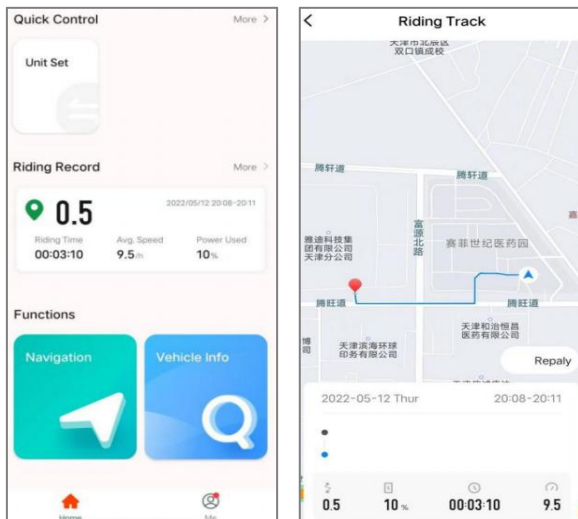 Quick Control
More >
Unit Set
Riding Record
More >
0.5
2022/05/12 20:08-20:11
Riding Time
Avg. Speed
Power Used
00:03:10
9.5
10%
Functions
Navigation
Vehicle Info
Home
Me
Riding Track
天津市北辰区
双口镇成校
腾轩道
腾轩道
富源北路
雅迪科技集
团有限公司
天津分公司
赛菲世纪医药园
腾旺道
腾旺道
天津和治恒昌
医药有限公司
天津滨海环球
印务有限公司
Repaly
2022-05-12 Thur
20:08-20:11
0.5
10 %
00:03:10
9.5